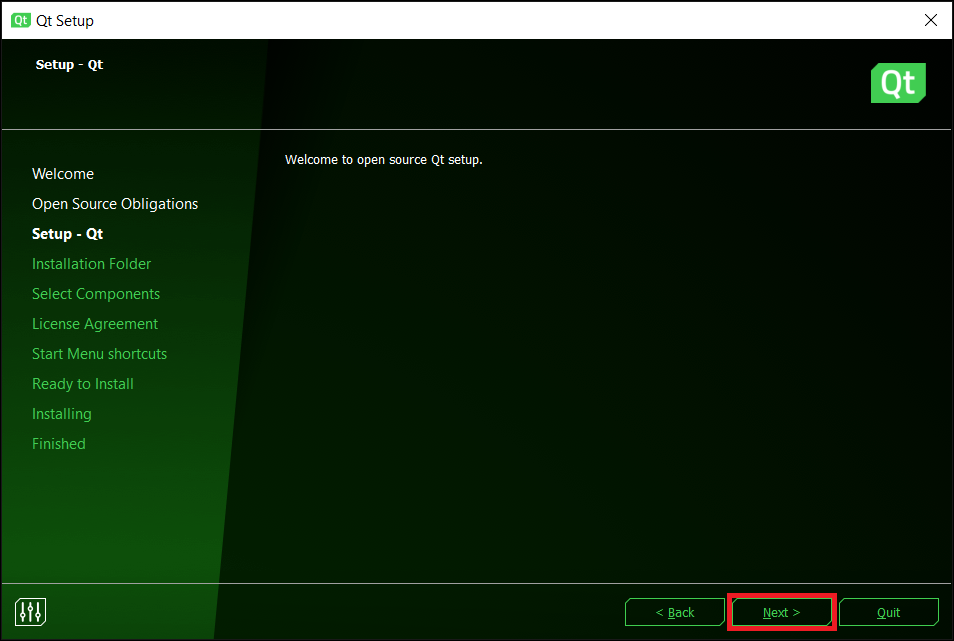 Qt Qt Setup
Setup - Qt
Qt
Welcome
Open Source Obligations
Setup - Qt
Installation Folder
Select Components
License Agreement
Start Menu shortcuts
Ready to Install
Installing
Finished
Welcome to open source Qt setup.
< Back
Next >
Quit